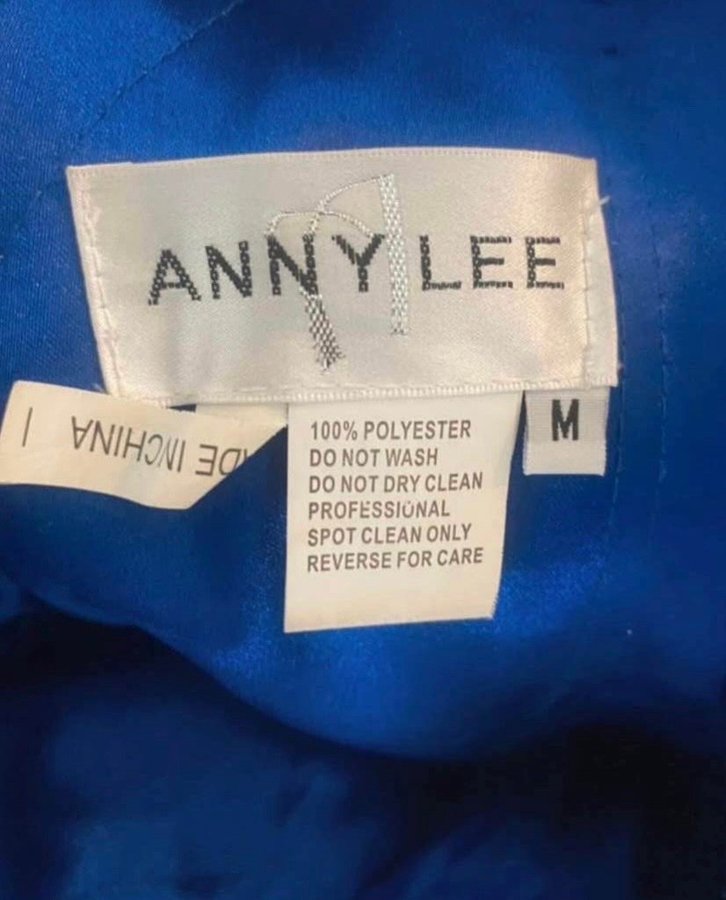 ANNY LEE
M
DE INCHINA
100% POLYESTER
DO NOT WASH
DO NOT DRY CLEAN
PROFESSIONAL
SPOT CLEAN ONLY
REVERSE FOR CARE